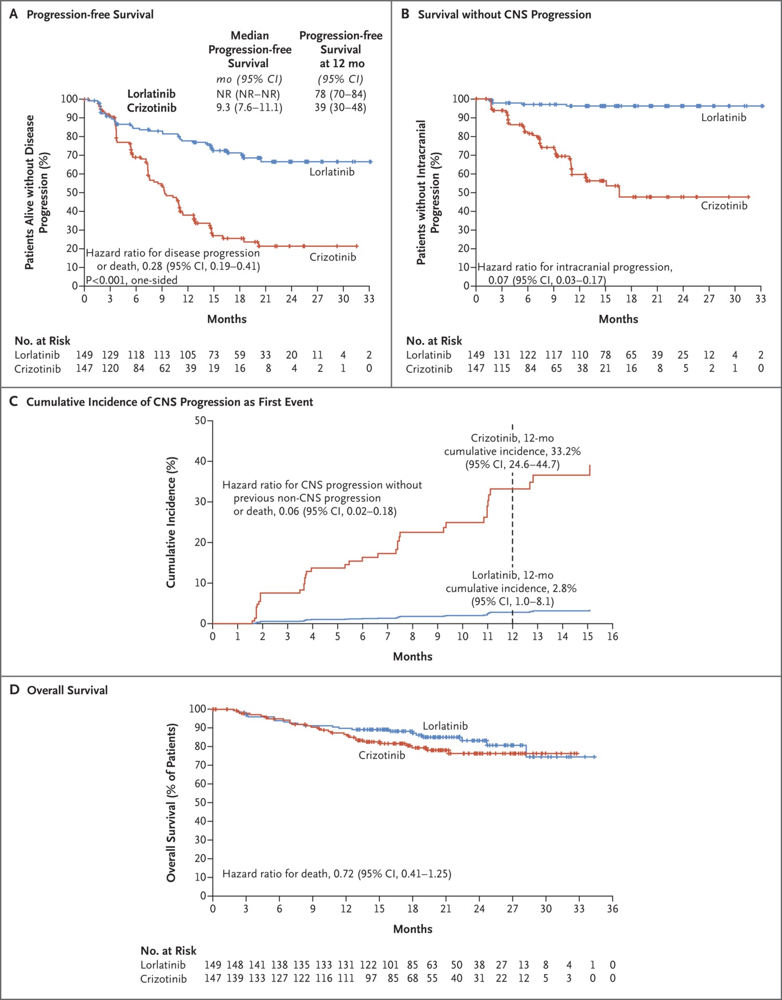 A Progression-free Survival
Median
Progression-free
Survival
Progression-free
Survival
at 12 mo
mo (95% CI)
(95% CI)
Lorlatinib NR (NR–NR) 78 (70–84)
Crizotinib 9.3 (7.6–11.1) 39 (30–48)
Patients Alive without Disease
Progression (%)
100
90
80
70
60
50
40
30
20
10
0
Lorlatinib
Crizotinib
Hazard ratio for disease progression
or death, 0.28 (95% CI, 0.19–0.41)
P<0.001, one-sided
0 3 6 9 12 15 18 21 24 27 30 33
Months
No. at Risk
Lorlatinib 149 129 118 113 105 73 59 33 20 11 4 2
Crizotinib 147 120 84 62 39 19 16 8 4 2 1 0
B Survival without CNS Progression
Patients without Intracranial
Progression (%)
100
90
80
70
60
50
40
30
20
10
0
Lorlatinib
Crizotinib
Hazard ratio for intracranial progression,
0.07 (95% CI, 0.03–0.17)
0 3 6 9 12 15 18 21 24 27 30 33
Months
No. at Risk
Lorlatinib 149 131 122 117 110 78 65 39 25 12 4 2
Crizotinib 147 115 84 65 38 21 16 8 5 2 1 0
C Cumulative Incidence of CNS Progression as First Event
Cumulative Incidence (%)
50
40
30
20
10
0
Crizotinib, 12-mo
cumulative incidence, 33.2%
(95% CI, 24.6–44.7)
Hazard ratio for CNS progression without
previous non-CNS progression
or death, 0.06 (95% CI, 0.02–0.18)
Lorlatinib, 12-mo
cumulative incidence, 2.8%
(95% CI, 1.0–8.1)
0 1 2 3 4 5 6 7 8 9 10 11 12 13 14 15 16
Months
D Overall Survival
Overall Survival (% of Patients)
100
90
80
70
60
50
40
30
20
10
0
Lorlatinib
Crizotinib
Hazard ratio for death, 0.72 (95% CI, 0.41–1.25)
0 3 6 9 12 15 18 21 24 27 30 33 36
Months
No. at Risk
Lorlatinib 149 148 141 138 135 133 131 122 101 85 63 50 38 27 13 8 4 1 0
Crizotinib 147 139 133 127 122 116 111 97 85 68 55 40 31 22 12 5 3 0 0